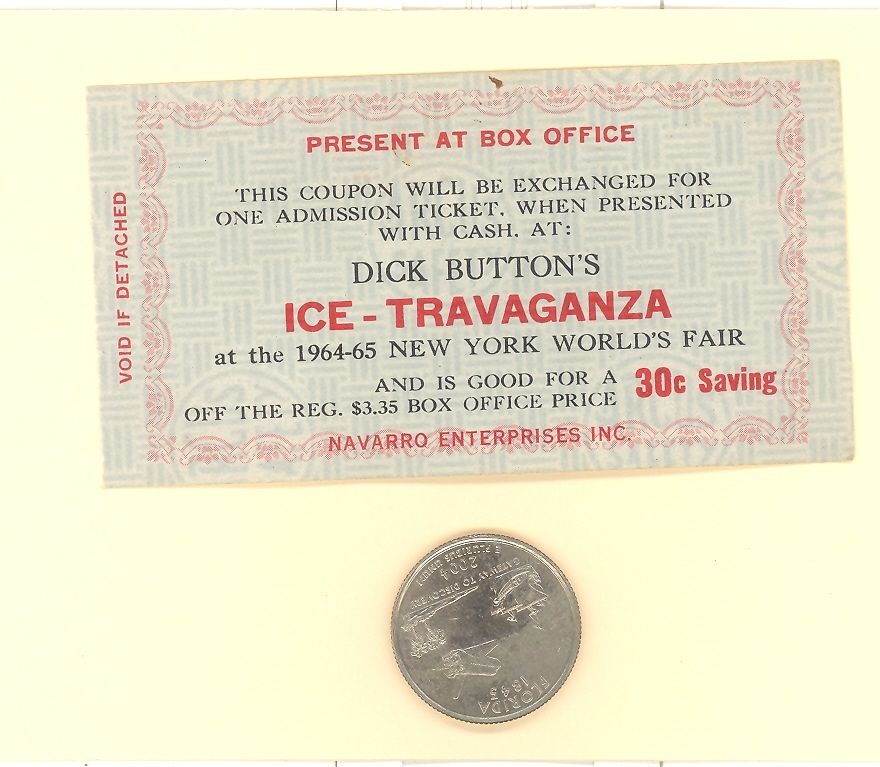 PRESENT AT BOX OFFICE
THIS COUPON WILL BE EXCHANGED FOR
ONE ADMISSION TICKET, WHEN PRESENTED
WITH CASH, AT:
DICK BUTTON'S
ICE - TRAVAGANZA
at the 1964-65 NEW YORK WORLD'S FAIR
AND IS GOOD FOR A 30c Saving
OFF THE REG. $3.35 BOX OFFICE PRICE
NAVARRO ENTERPRISES INC.
VOID IF DETACHED
FLORIDA
1845
GATEWAY TO DISCOVERY
2004
E PLURIBUS UNUM